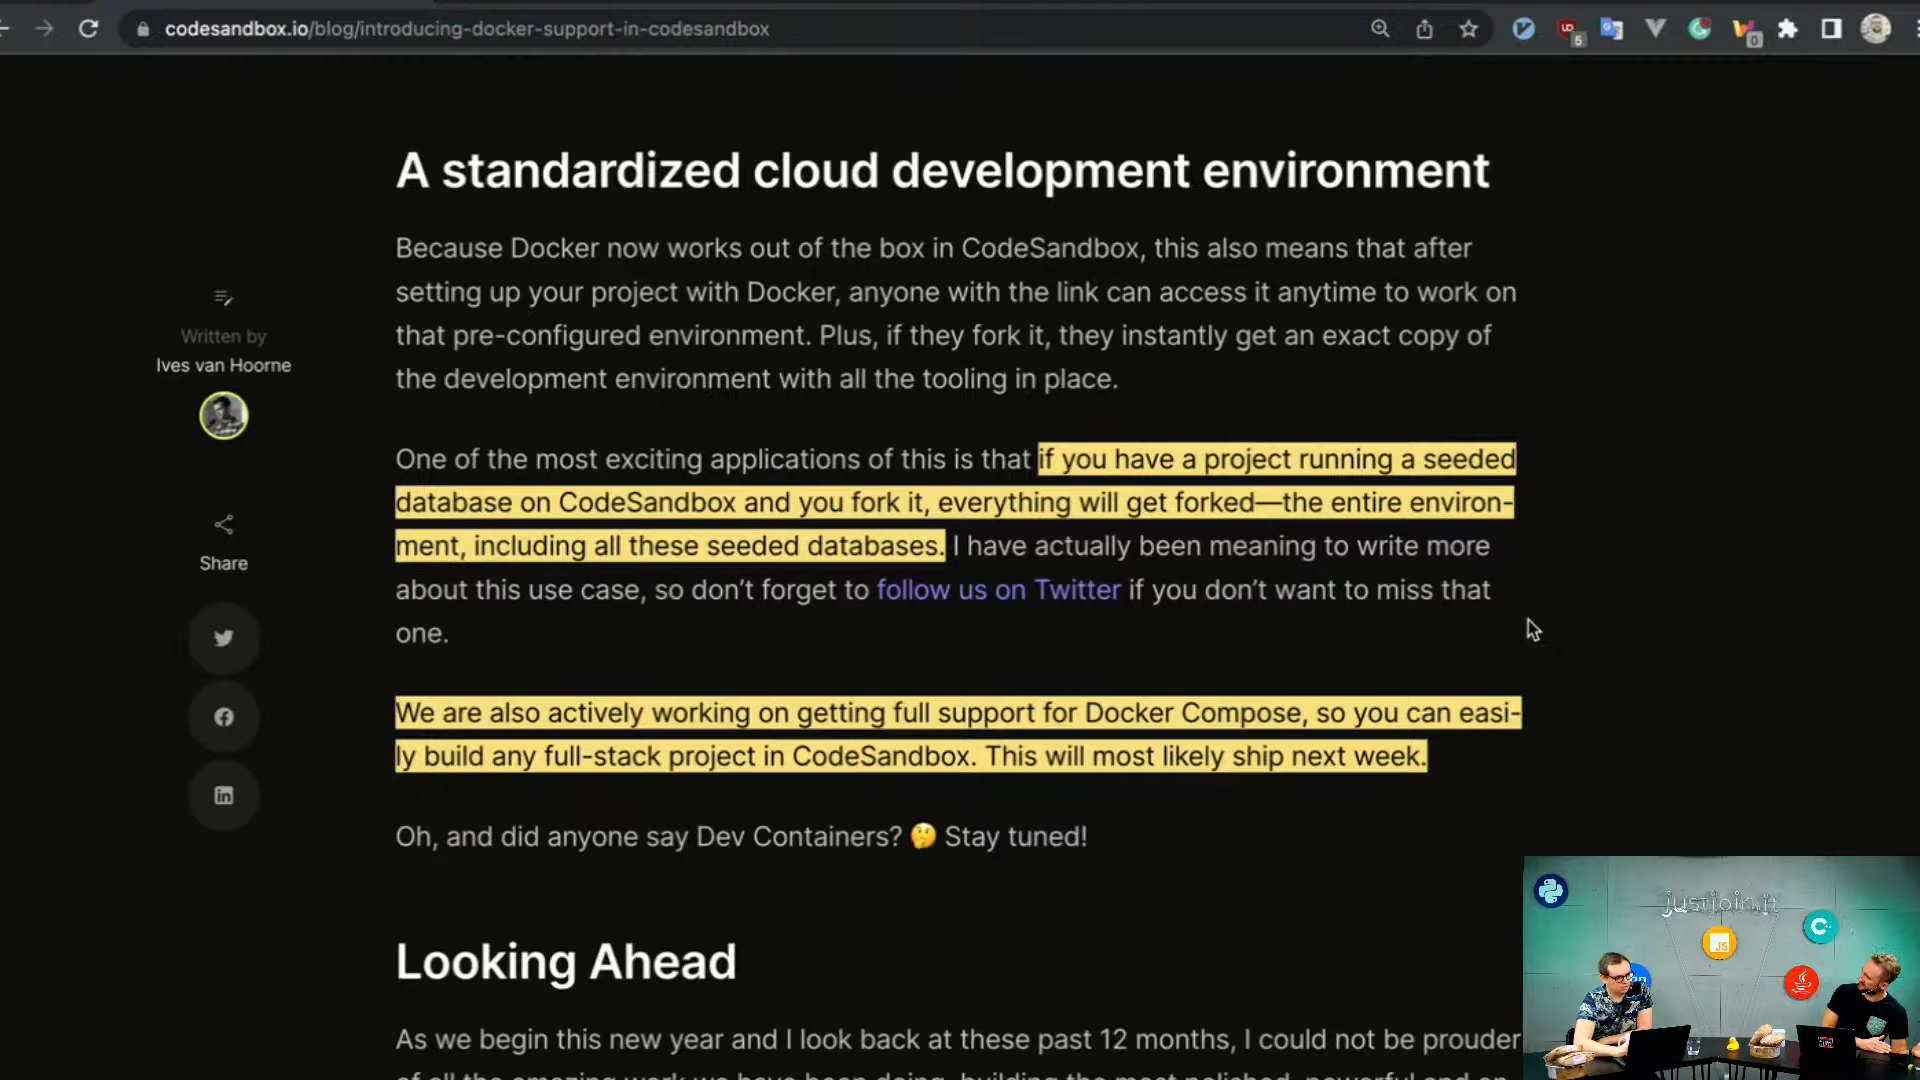 codesandbox.io/blog/introducing-docker-support-in-codesandbox
5
0
A standardized cloud development environment
Because Docker now works out of the box in CodeSandbox, this also means that after
setting up your project with Docker, anyone with the link can access it anytime to work on
that pre-configured environment. Plus, if they fork it, they instantly get an exact copy of
the development environment with all the tooling in place.
Written by
Ives van Hoorne
One of the most exciting applications of this is that if you have a project running a seeded
database on CodeSandbox and you fork it, everything will get forked—the entire environ-
ment, including all these seeded databases. I have actually been meaning to write more
about this use case, so don't forget to follow us on Twitter if you don't want to miss that
one.
Share
We are also actively working on getting full support for Docker Compose, so you can easi-
ly build any full-stack project in CodeSandbox. This will most likely ship next week.
Oh, and did anyone say Dev Containers? 🤔 Stay tuned!
Looking Ahead
As we begin this new year and I look back at these past 12 months, I could not be prouder
justjoin.it
JS
C